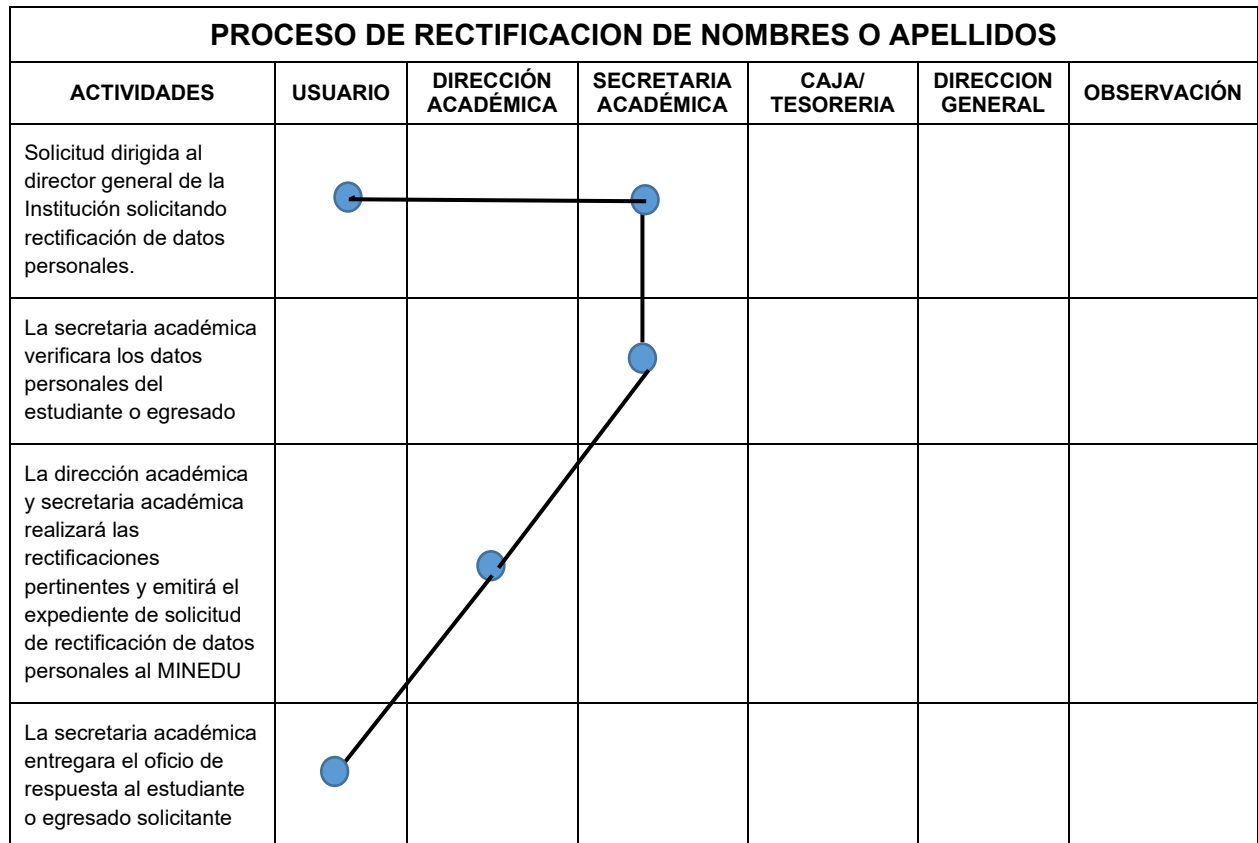 PROCESO DE RECTIFICACION DE NOMBRES O APELLIDOS
ACTIVIDADES
USUARIO
DIRECCIÓN
ACADÉMICA
SECRETARIA
ACADÉMICA
CAJA/
TESORERIA
DIRECCION
GENERAL
OBSERVACIÓN
Solicitud dirigida al
director general de la
Institución solicitando
rectificación de datos
personales.
La secretaria académica
verificara los datos
personales del
estudiante o egresado
La dirección académica
y secretaria académica
realizará las
rectificaciones
pertinentes y emitirá el
expediente de solicitud
de rectificación de datos
personales al MINEDU
La secretaria académica
entregara el oficio de
respuesta al estudiante
o egresado solicitante